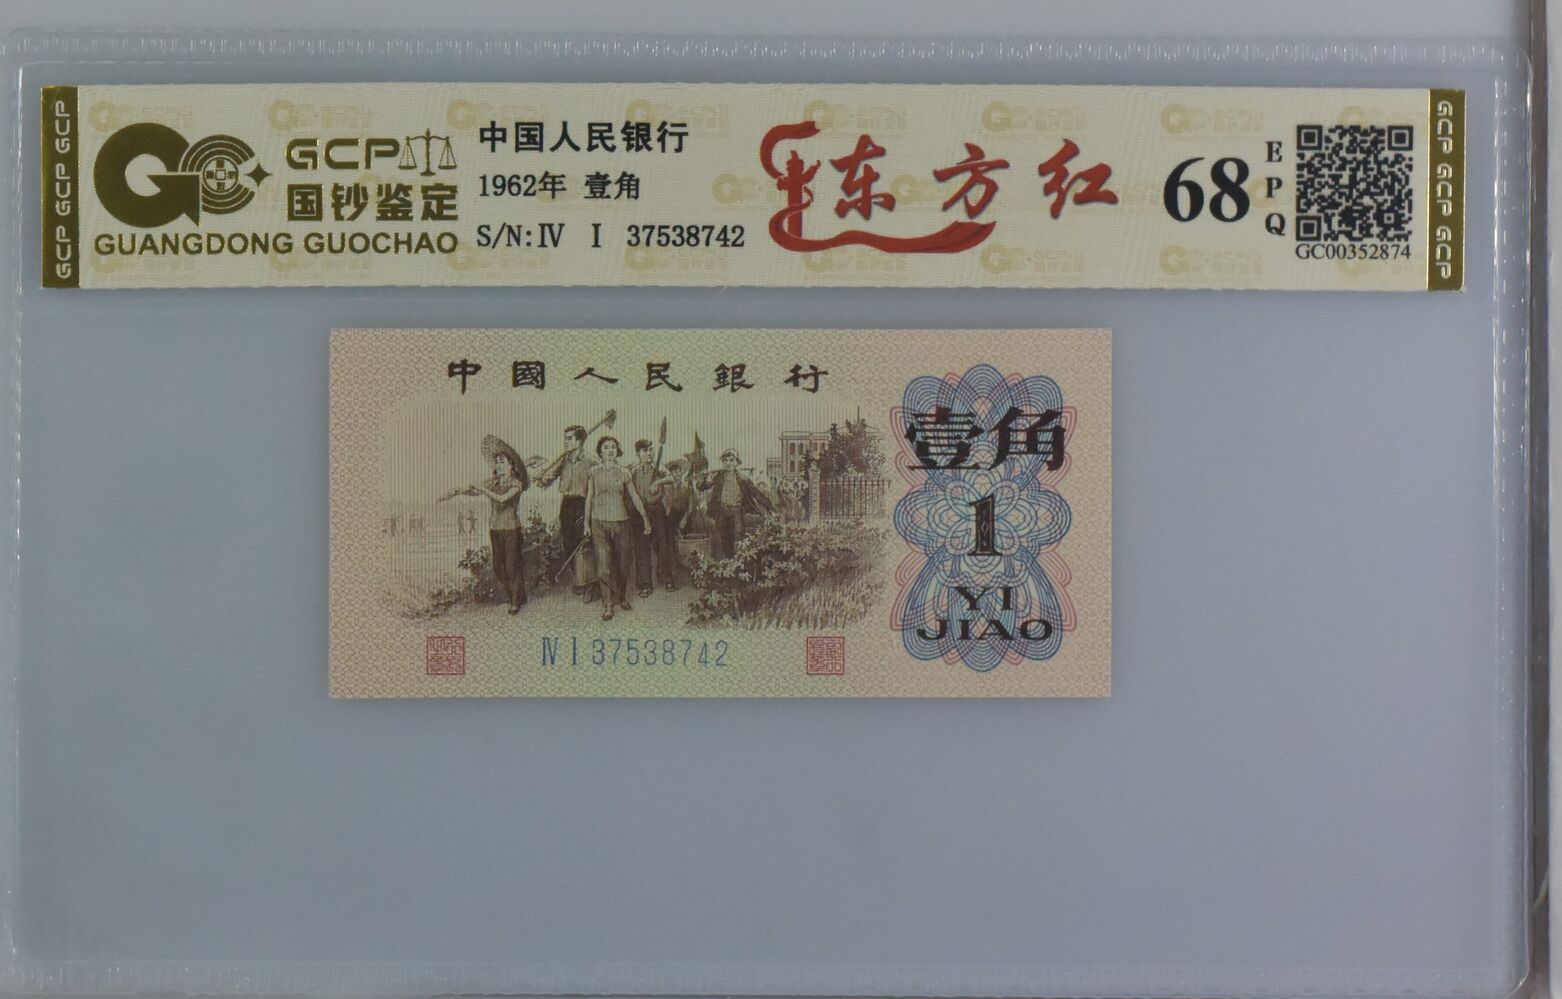 GCP GCP GCP
GCP
国钞鉴定
GUANGDONG GUOCHAO
中国人民银行
1962年 壹角
S/N:Ⅳ Ⅰ 37538742
东方红
68
EPQ
GC00352874
GCP GCP GCP
中國人民銀行
壹角
1
YI
JIAO
Ⅳ Ⅰ 37538742